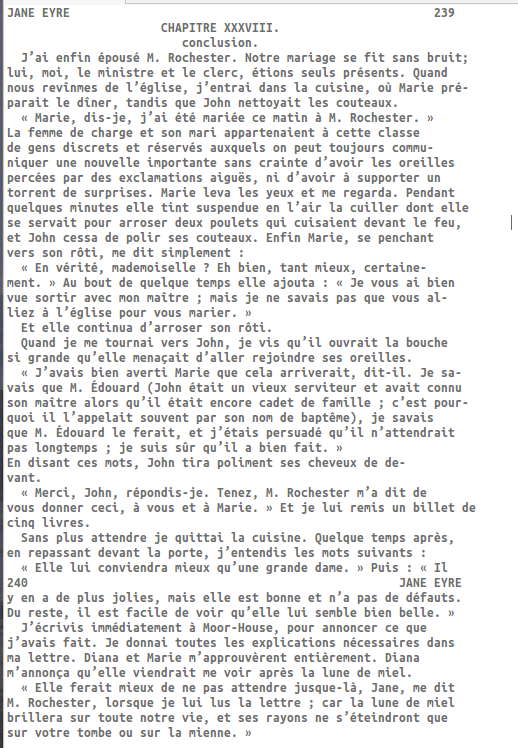 JANE EYRE 239
CHAPITRE XXXVIII.
conclusion.
J’ai enfin épousé M. Rochester. Notre mariage se fit sans bruit;
lui, moi, le ministre et le clerc, étions seuls présents. Quand
nous revînmes de l’église, j’entrai dans la cuisine, où Marie pré-
parait le dîner, tandis que John nettoyait les couteaux.
« Marie, dis-je, j’ai été mariée ce matin à M. Rochester. »
La femme de charge et son mari appartenaient à cette classe
de gens discrets et réservés auxquels on peut toujours commu-
niquer une nouvelle importante sans crainte d’avoir les oreilles
percées par des exclamations aiguës, ni d’avoir à supporter un
torrent de surprises. Marie leva les yeux et me regarda. Pendant
quelques minutes elle tint suspendue en l’air la cuiller dont elle
se servait pour arroser deux poulets qui cuisaient devant le feu,
et John cessa de polir ses couteaux. Enfin Marie, se penchant
vers son rôti, me dit simplement :
« En vérité, mademoiselle ? Eh bien, tant mieux, certaine-
ment. » Au bout de quelque temps elle ajouta : « Je vous ai bien
vue sortir avec mon maître ; mais je ne savais pas que vous al-
liez à l’église pour vous marier. »
Et elle continua d’arroser son rôti.
Quand je me tournai vers John, je vis qu’il ouvrait la bouche
si grande qu’elle menaçait d’aller rejoindre ses oreilles.
« J’avais bien averti Marie que cela arriverait, dit-il. Je sa-
vais que M. Édouard (John était un vieux serviteur et avait connu
son maître alors qu’il était encore cadet de famille ; c’est pour-
quoi il l’appelait souvent par son nom de baptême), je savais
que M. Édouard le ferait, et j’étais persuadé qu’il n’attendrait
pas longtemps ; je suis sûr qu’il a bien fait. »
En disant ces mots, John tira poliment ses cheveux de de-
vant.
« Merci, John, répondis-je. Tenez, M. Rochester m’a dit de
vous donner ceci, à vous et à Marie. » Et je lui remis un billet de
cinq livres.
Sans plus attendre je quittai la cuisine. Quelque temps après,
en repassant devant la porte, j’entendis les mots suivants :
« Elle lui conviendra mieux qu’une grande dame. » Puis : « Il
240 JANE EYRE
y en a de plus jolies, mais elle est bonne et n’a pas de défauts.
Du reste, il est facile de voir qu’elle lui semble bien belle. »
J’écrivis immédiatement à Moor-House, pour annoncer ce que
j’avais fait. Je donnai toutes les explications nécessaires dans
ma lettre. Diana et Marie m’approuvèrent entièrement. Diana
m’annonça qu’elle viendrait me voir après la lune de miel.
« Elle ferait mieux de ne pas attendre jusque-là, Jane, me dit
M. Rochester, lorsque je lui lus la lettre ; car la lune de miel
brillera sur toute notre vie, et ses rayons ne s’éteindront que
sur votre tombe ou sur la mienne. »